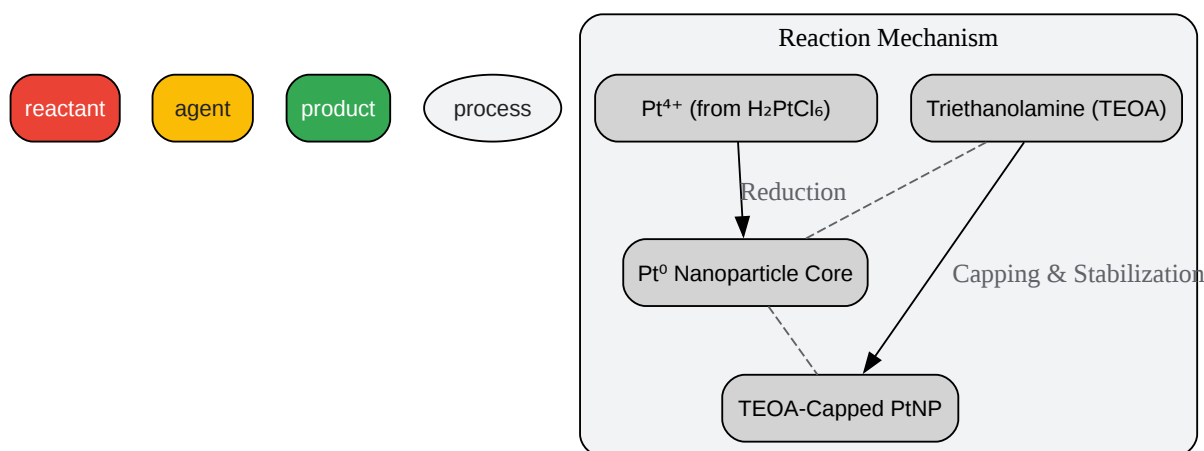 Reaction Mechanism
reactant
agent
product
process
Pt⁴⁺ (from H₂PtCl₆)
Triethanolamine (TEOA)
Reduction
Pt⁰ Nanoparticle Core
Capping & Stabilization
TEOA-Capped PtNP